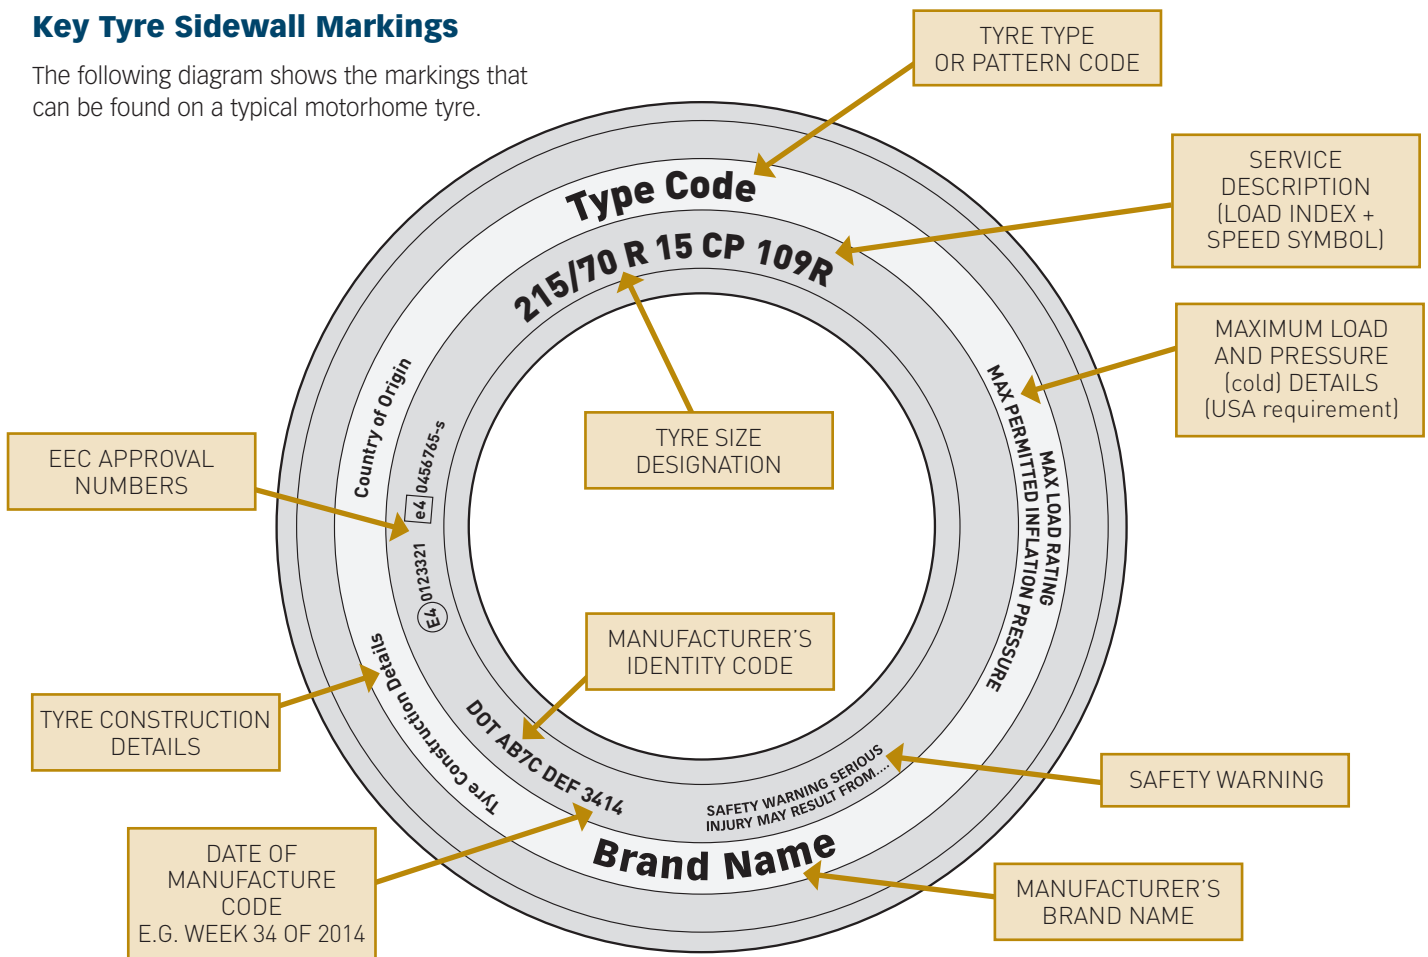 Key Tyre Sidewall Markings
The following diagram shows the markings that
can be found on a typical motorhome tyre.
TYRE TYPE
OR PATTERN CODE
SERVICE
DESCRIPTION
(LOAD INDEX +
SPEED SYMBOL)
MAXIMUM LOAD
AND PRESSURE
(cold) DETAILS
(USA requirement)
Type Code
215/70 R 15 CP 109R
TYRE SIZE
DESIGNATION
Country of Origin
e4 0456765-s
E4 0123321
EEC APPROVAL
NUMBERS
MAX LOAD RATING
MAX PERMITTED INFLATION PRESSURE
MANUFACTURER'S
IDENTITY CODE
TYRE CONSTRUCTION
DETAILS
Tyre Construction Details
DOT AB7C DEF 3414
SAFETY WARNING SERIOUS
INJURY MAY RESULT FROM....
SAFETY WARNING
DATE OF
MANUFACTURE
CODE
E.G. WEEK 34 OF 2014
Brand Name
MANUFACTURER'S
BRAND NAME